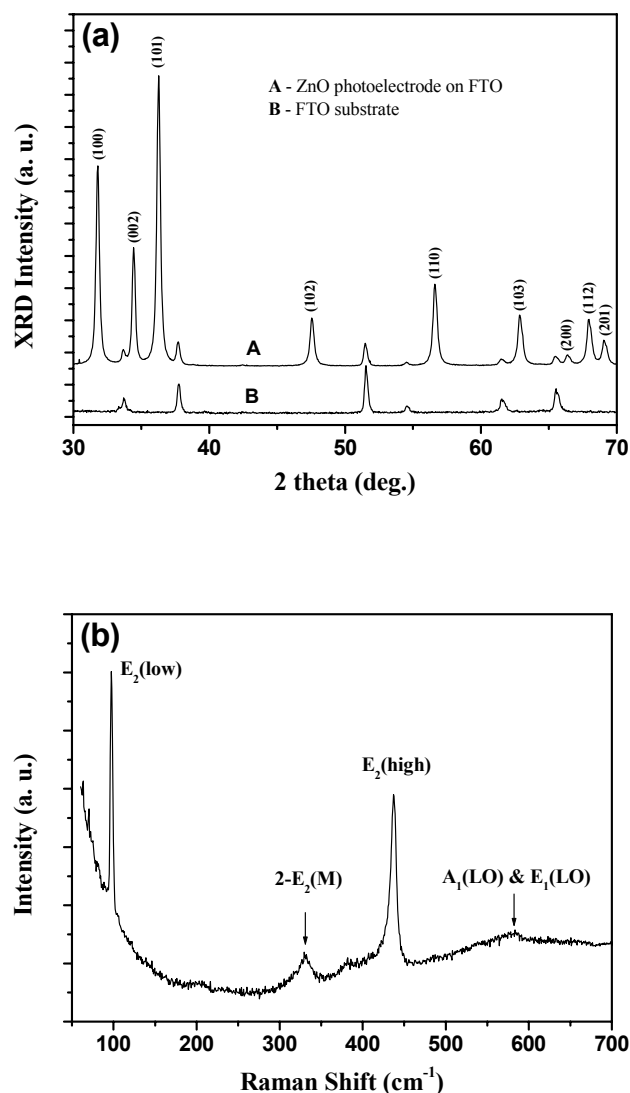 (a)
(101)
A - ZnO photoelectrode on FTO
B - FTO substrate
(100)
(002)
(102)
(110)
(103)
(200)
(112)
(201)
A
B
XRD Intensity (a. u.)
30 40 50 60 70
2 theta (deg.)
(b)
E₂(low)
E₂(high)
2-E₂(M)
A₁(LO) & E₁(LO)
Intensity (a. u.)
100 200 300 400 500 600 700
Raman Shift (cm⁻¹)